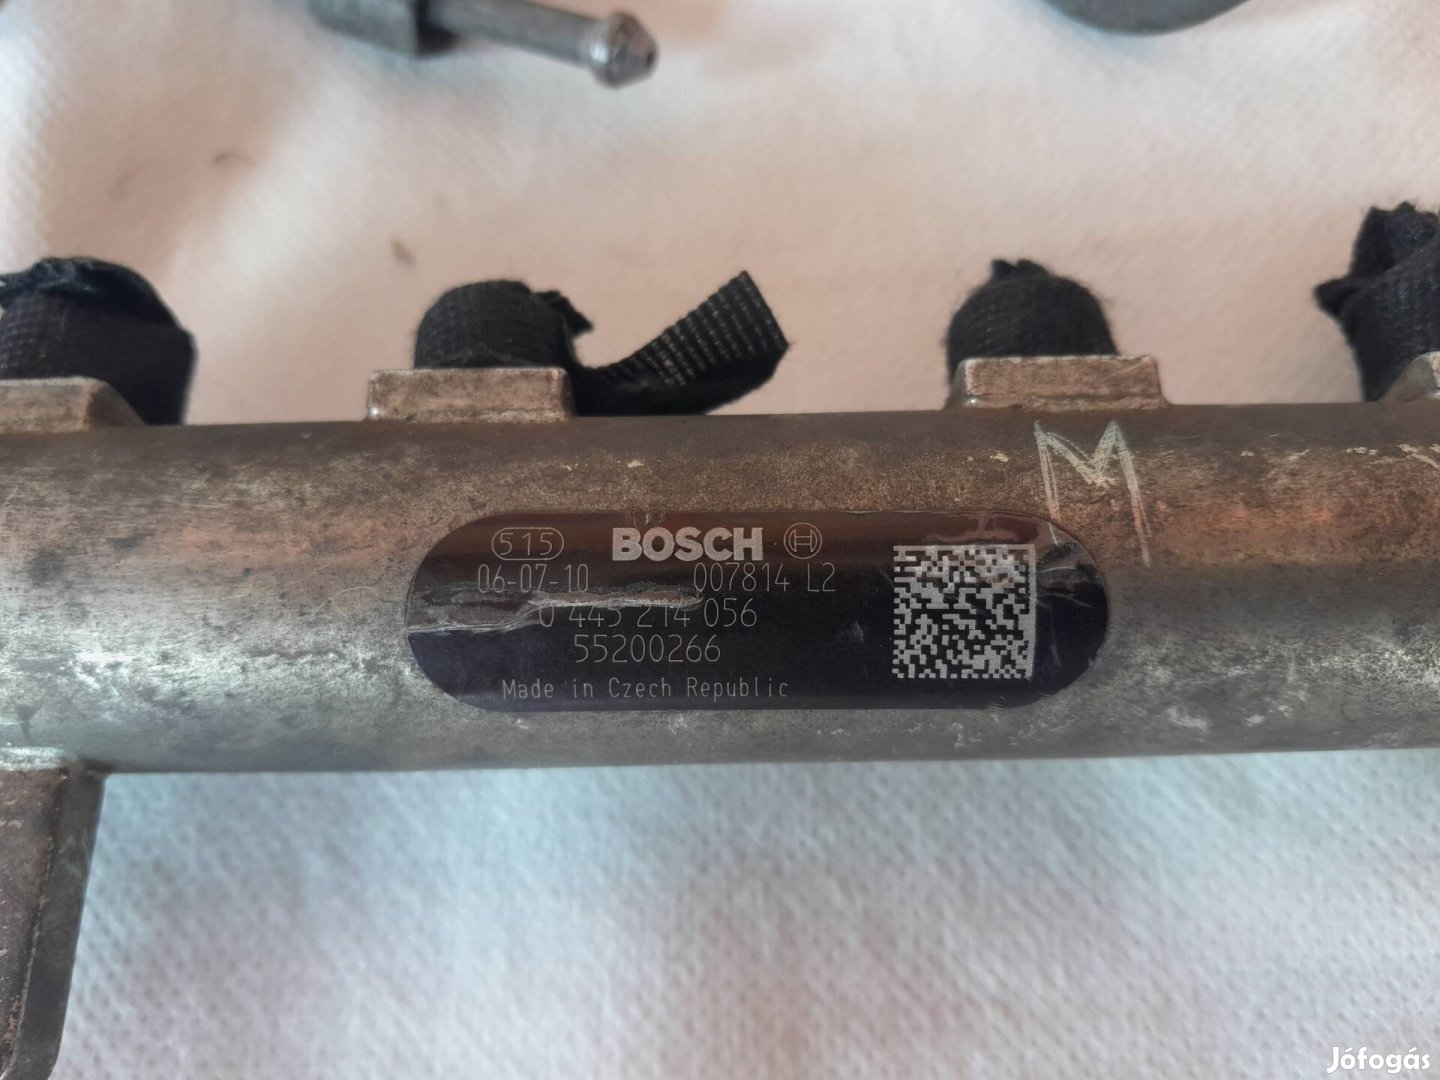 M
515 BOSCH
06-07-10 007814 L2
0 445 214 056
55200266
Made in Czech Republic
Jófogás